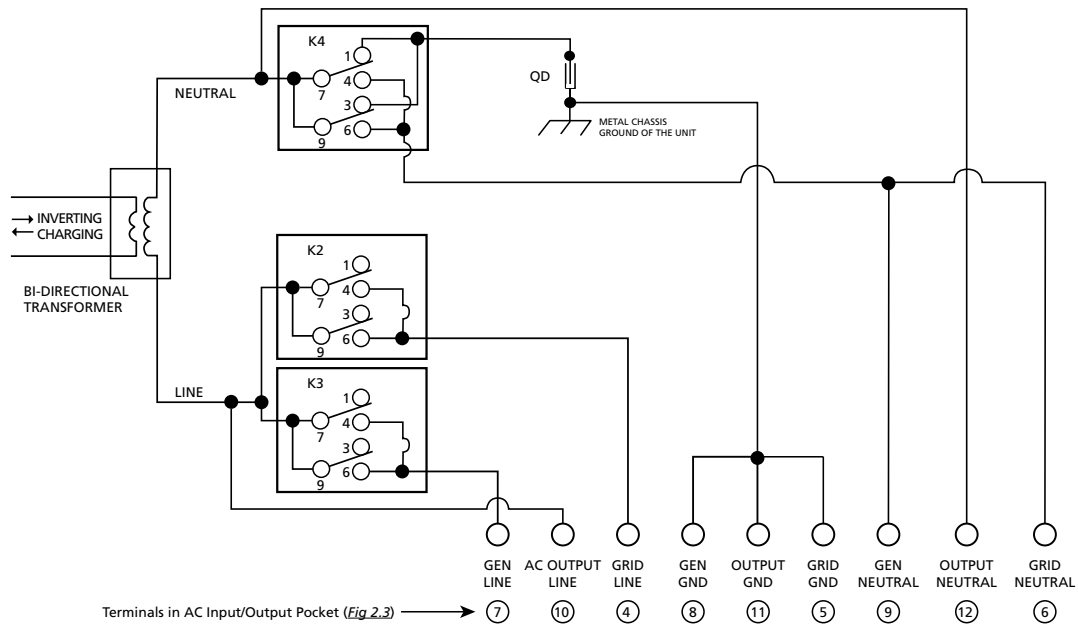 K4
1
7
4
3
9
6
NEUTRAL
QD
METAL CHASSIS
GROUND OF THE UNIT
INVERTING
CHARGING
BI-DIRECTIONAL
TRANSFORMER
K2
1
7
4
3
9
6
LINE
K3
1
7
4
3
9
6
GEN
LINE
AC OUTPUT
LINE
GRID
LINE
GEN
GND
OUTPUT
GND
GRID
GND
GEN
NEUTRAL
OUTPUT
NEUTRAL
GRID
NEUTRAL
Terminals in AC Input/Output Pocket (Fig 2.3)
7
10
4
8
11
5
9
12
6